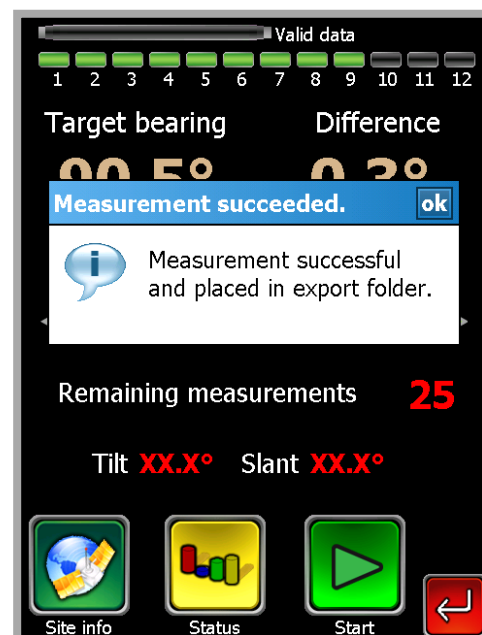 Valid data
1 2 3 4 5 6 7 8 9 10 11 12
Target bearing Difference
Measurement succeeded. ok
Measurement successful
and placed in export folder.
Remaining measurements 25
Tilt XX.X° Slant XX.X°
Site info Status Start